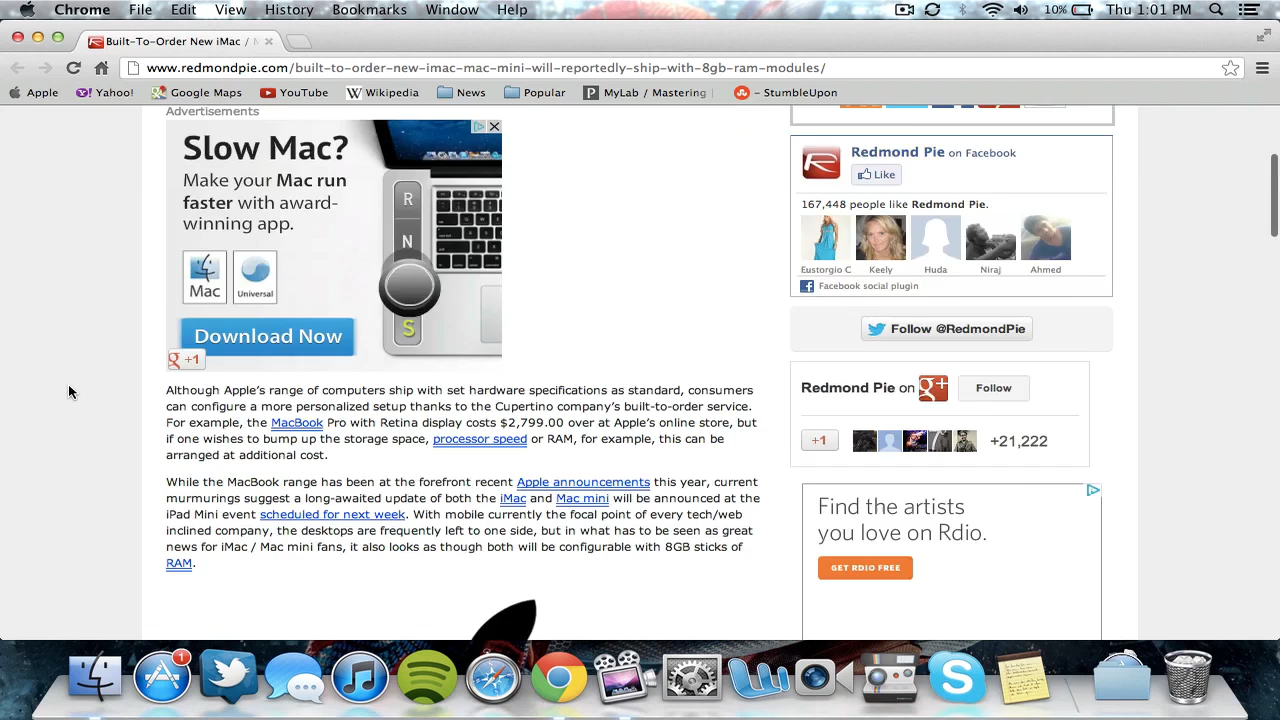 Chrome File Edit View History Bookmarks Window Help 10% Thu 1:01 PM
Built-To-Order New iMac /
www.redmondpie.com/built-to-order-new-imac-mac-mini-will-reportedly-ship-with-8gb-ram-modules/
Apple Yahoo! Google Maps YouTube Wikipedia News Popular MyLab / Mastering - StumbleUpon
Advertisements
Slow Mac?
Make your Mac run
faster with award-
winning app.
R
N
S
Mac Universal
Download Now
+1
Although Apple's range of computers ship with set hardware specifications as standard, consumers
can configure a more personalized setup thanks to the Cupertino company's built-to-order service.
For example, the MacBook Pro with Retina display costs $2,799.00 over at Apple's online store, but
if one wishes to bump up the storage space, processor speed or RAM, for example, this can be
arranged at additional cost.
While the MacBook range has been at the forefront recent Apple announcements this year, current
murmurings suggest a long-awaited update of both the iMac and Mac mini will be announced at the
iPad Mini event scheduled for next week. With mobile currently the focal point of every tech/web
inclined company, the desktops are frequently left to one side, but in what has to be seen as great
news for iMac / Mac mini fans, it also looks as though both will be configurable with 8GB sticks of
RAM.
Redmond Pie on Facebook
Like
167,448 people like Redmond Pie.
Eustorgio C Keely Huda Niraj Ahmed
Facebook social plugin
Follow @RedmondPie
Redmond Pie on g+ Follow
+1 +21,222
Find the artists
you love on Rdio.
GET RDIO FREE
1